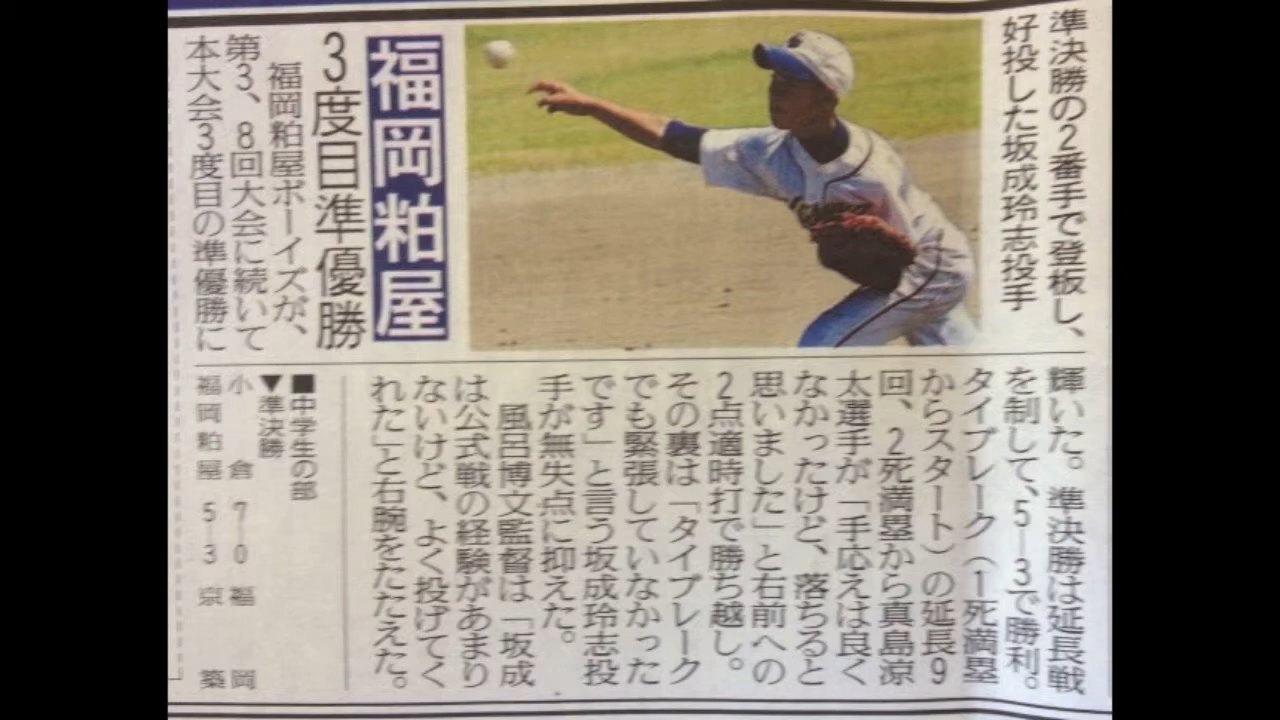 準決勝の2番手で登板し、
好投した坂成玲志投手
福岡粕屋
3度目準優勝
福岡粕屋ボーイズが、
第3、8回大会に続いて
本大会3度目の準優勝に
輝いた。準決勝は延長戦
を制して、5―3で勝利。
タイブレーク（1死満塁
からスタート）の延長9
回、2死満塁から真島涼
太選手が「手応えは良く
なかったけど、落ちると
思いました」と右前への
2点適時打で勝ち越し。
その裏は「タイブレーク
でも緊張していなかった
です」と言う坂成玲志投
手が無失点に抑えた。
風呂博文監督は「坂成
は公式戦の経験があまり
ないけど、よく投げてく
れた」と右腕をたたえた。
■中学生の部
▼準決勝
小倉 7―0 福岡
福岡粕屋 5―3 京築